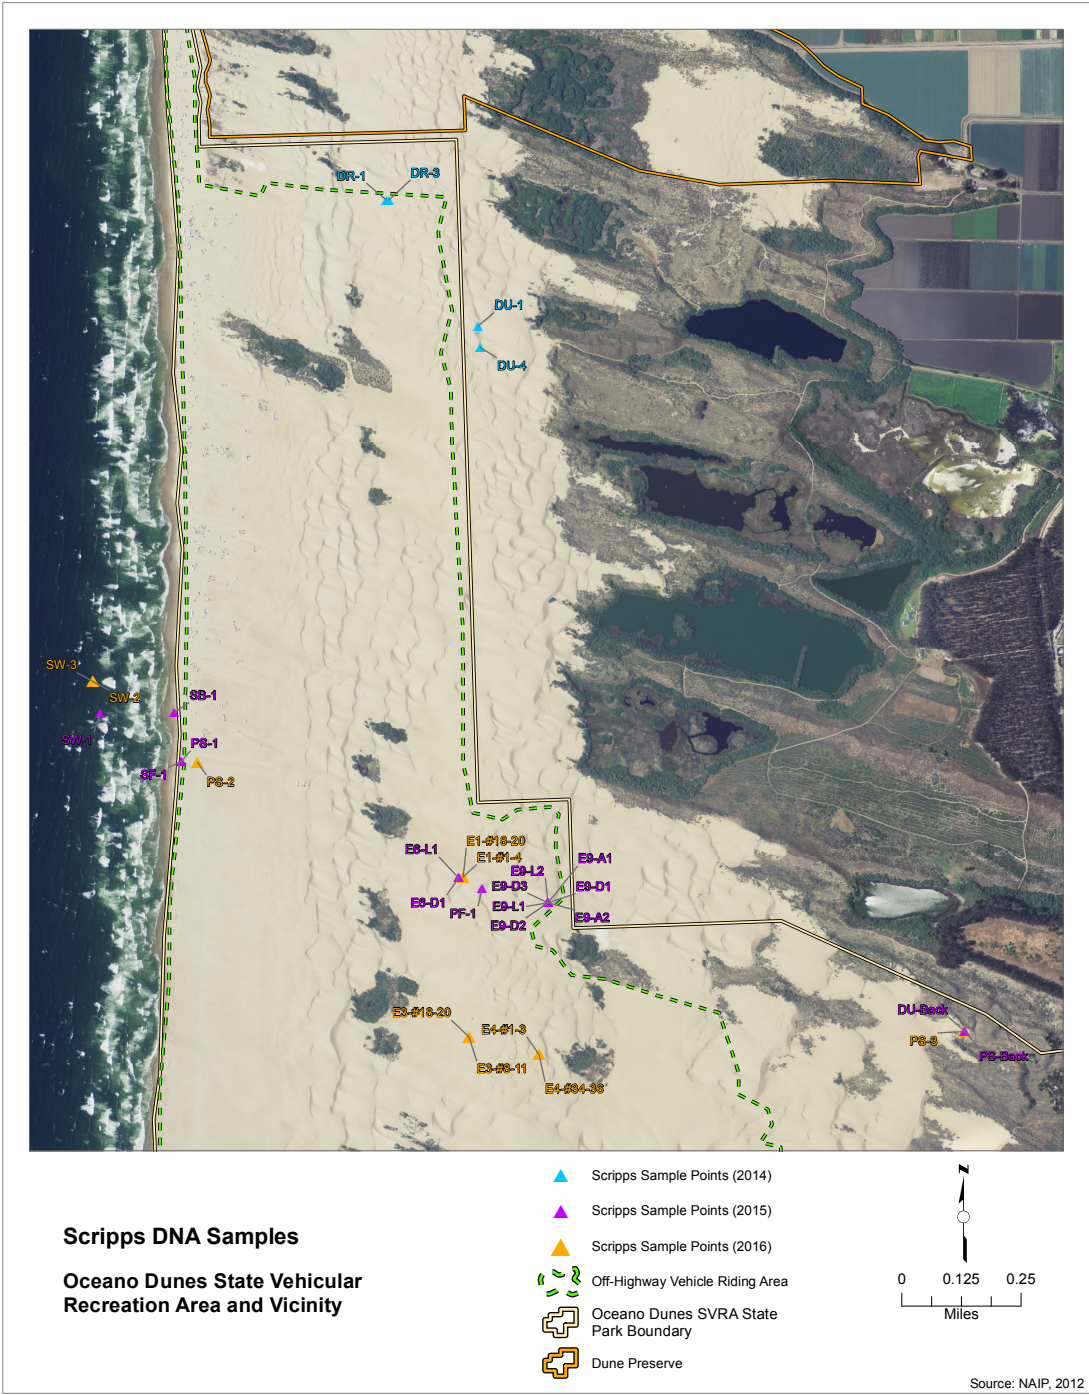 DR-1
DR-3
DU-1
DU-4
SW-3
SW-2
SB-1
SW-1
PS-1
SF-1
PS-2
E1-#16-20
E6-L1
E1-#1-4
E9-A1
E9-L2
E9-D3
E9-D1
E6-D1
E9-L1
PF-1
E9-A2
E9-D2
DU-Back
E3-#18-20
E4-#1-3
PS-3
PS-Back
E3-#8-11
E4-#34-36
Scripps DNA Samples
Oceano Dunes State Vehicular
Recreation Area and Vicinity
Scripps Sample Points (2014)
Scripps Sample Points (2015)
Scripps Sample Points (2016)
Off-Highway Vehicle Riding Area
Oceano Dunes SVRA State
Park Boundary
Dune Preserve
N
0 0.125 0.25
Miles
Source: NAIP, 2012